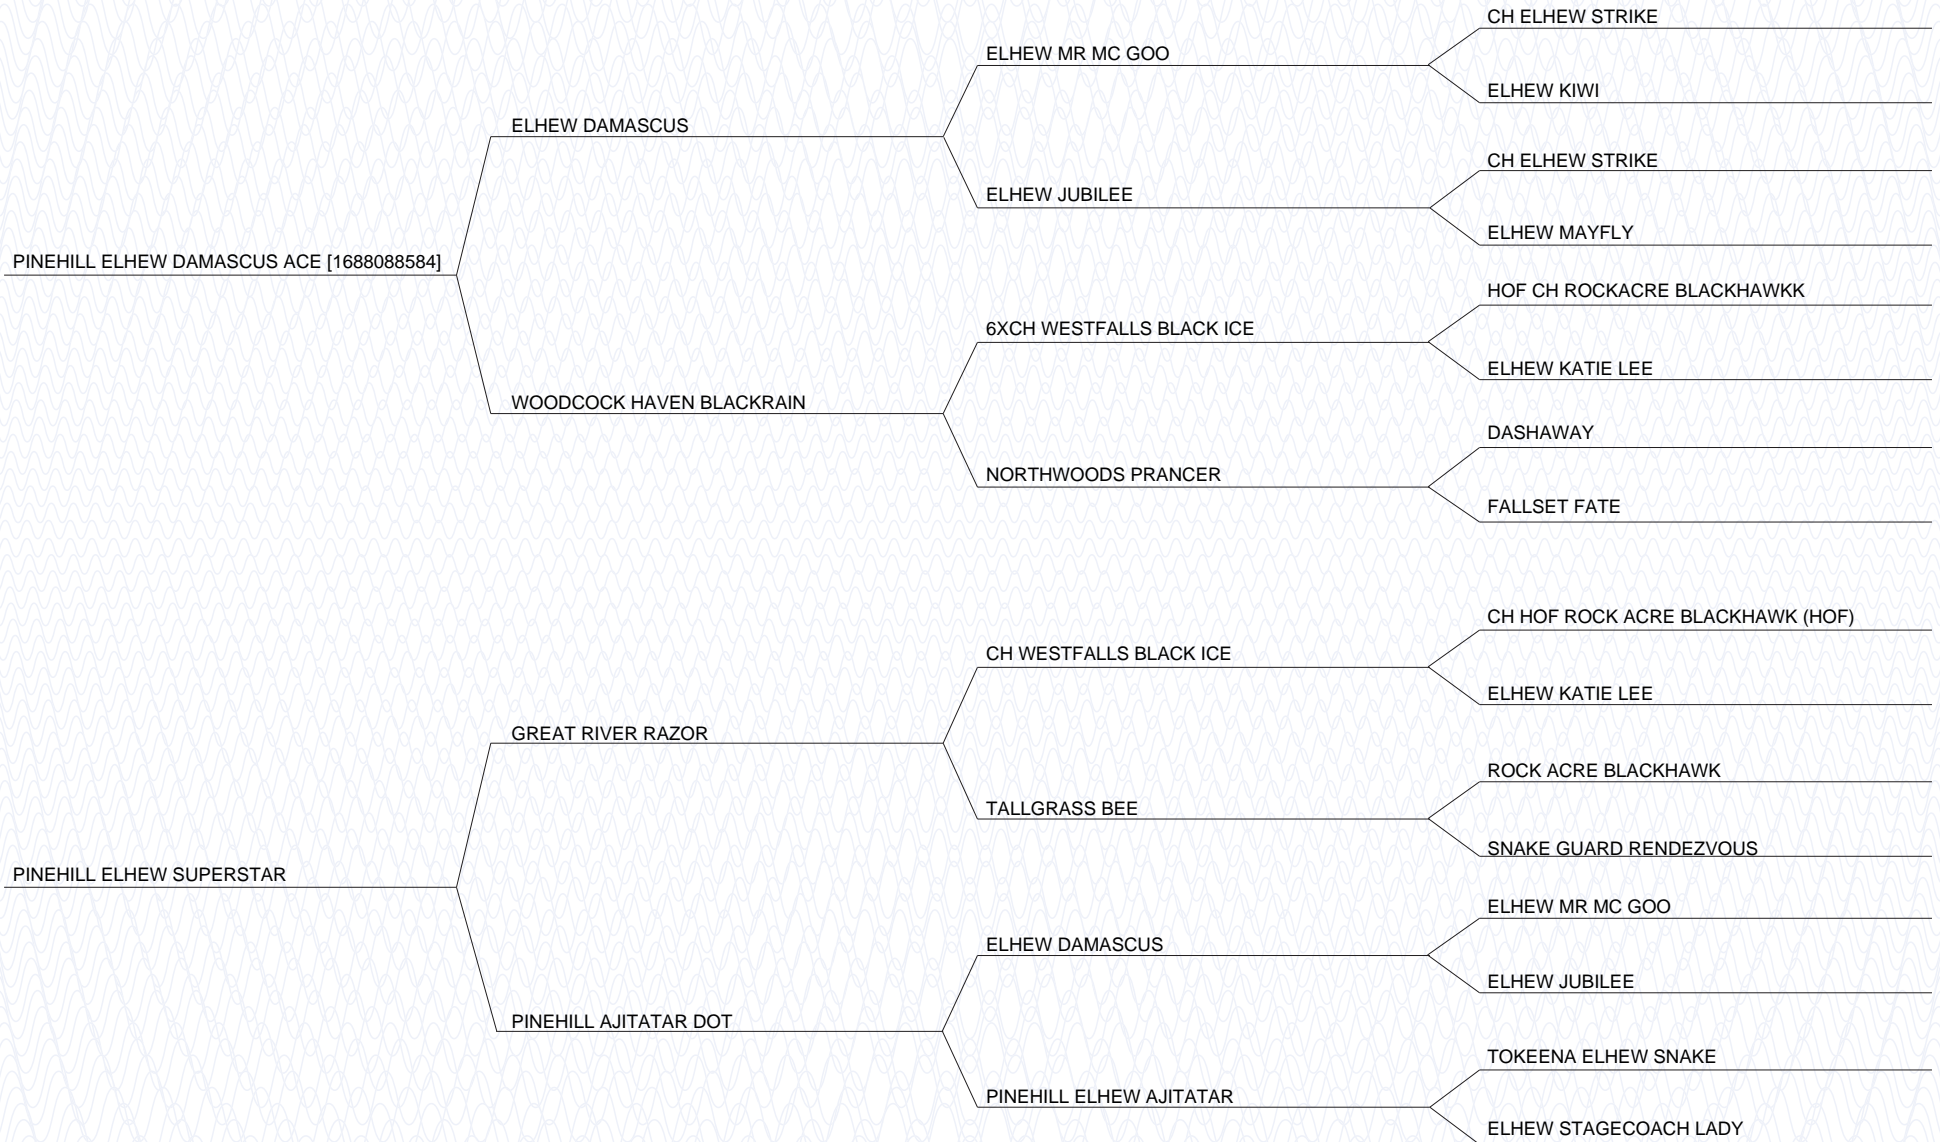 CH ELHEW STRIKE
ELHEW MR MC GOO
ELHEW KIWI
ELHEW DAMASCUS
CH ELHEW STRIKE
ELHEW JUBILEE
ELHEW MAYFLY
PINEHILL ELHEW DAMASCUS ACE [1688088584]
HOF CH ROCKACRE BLACKHAWKK
6XCH WESTFALLS BLACK ICE
ELHEW KATIE LEE
WOODCOCK HAVEN BLACKRAIN
DASHAWAY
NORTHWOODS PRANCER
FALLSET FATE
CH HOF ROCK ACRE BLACKHAWK (HOF)
CH WESTFALLS BLACK ICE
ELHEW KATIE LEE
GREAT RIVER RAZOR
ROCK ACRE BLACKHAWK
TALLGRASS BEE
SNAKE GUARD RENDEZVOUS
PINEHILL ELHEW SUPERSTAR
ELHEW MR MC GOO
ELHEW DAMASCUS
ELHEW JUBILEE
PINEHILL AJITATAR DOT
TOKEENA ELHEW SNAKE
PINEHILL ELHEW AJITATAR
ELHEW STAGECOACH LADY